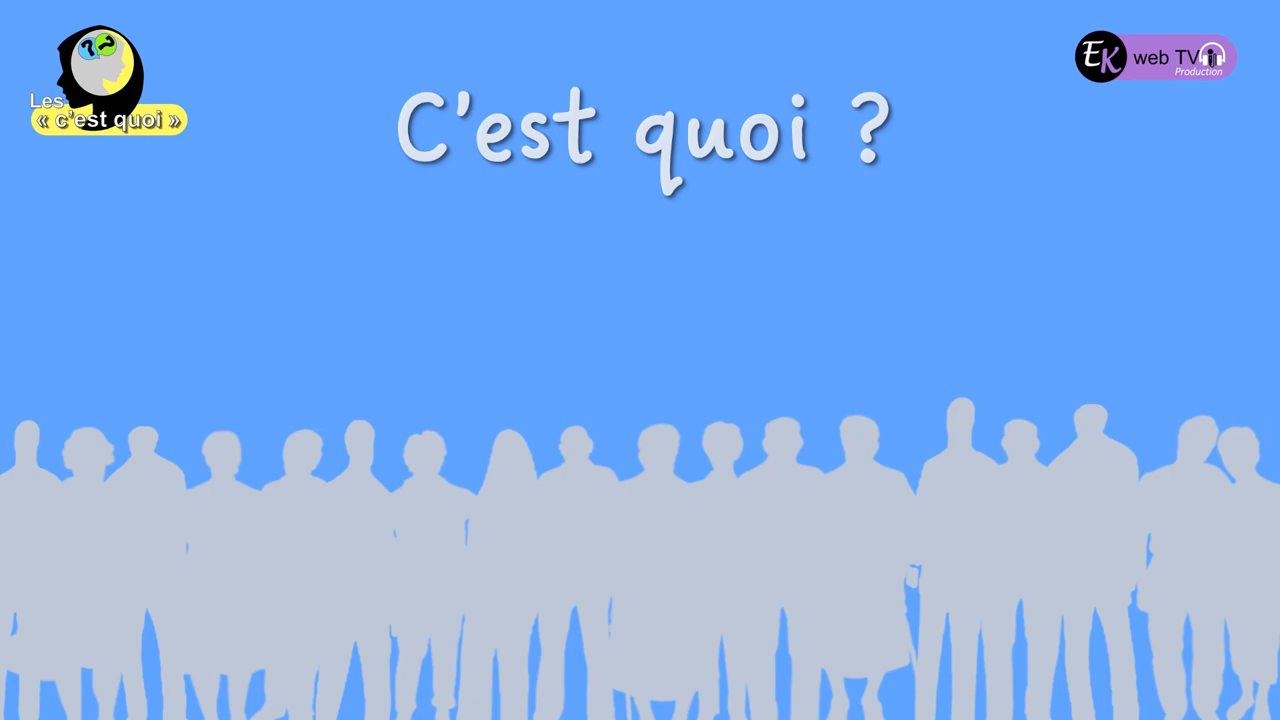 Les
« c'est quoi »
? ?
EK web TV
Production
C'est quoi ?